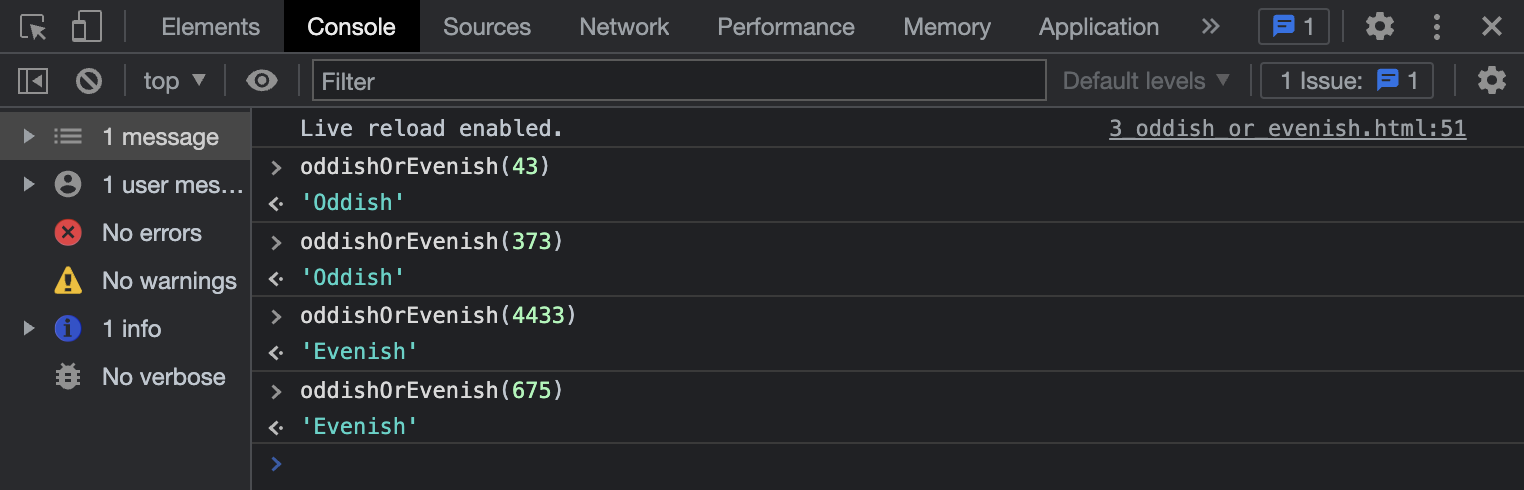 Elements Console Sources Network Performance Memory Application » 1
top Filter Default levels 1 Issue: 1
1 message
1 user mes...
No errors
No warnings
1 info
No verbose
Live reload enabled. 3_oddish_or_evenish.html:51
> oddishOrEvenish(43)
'Oddish'
> oddishOrEvenish(373)
'Oddish'
> oddishOrEvenish(4433)
'Evenish'
> oddishOrEvenish(675)
'Evenish'
>